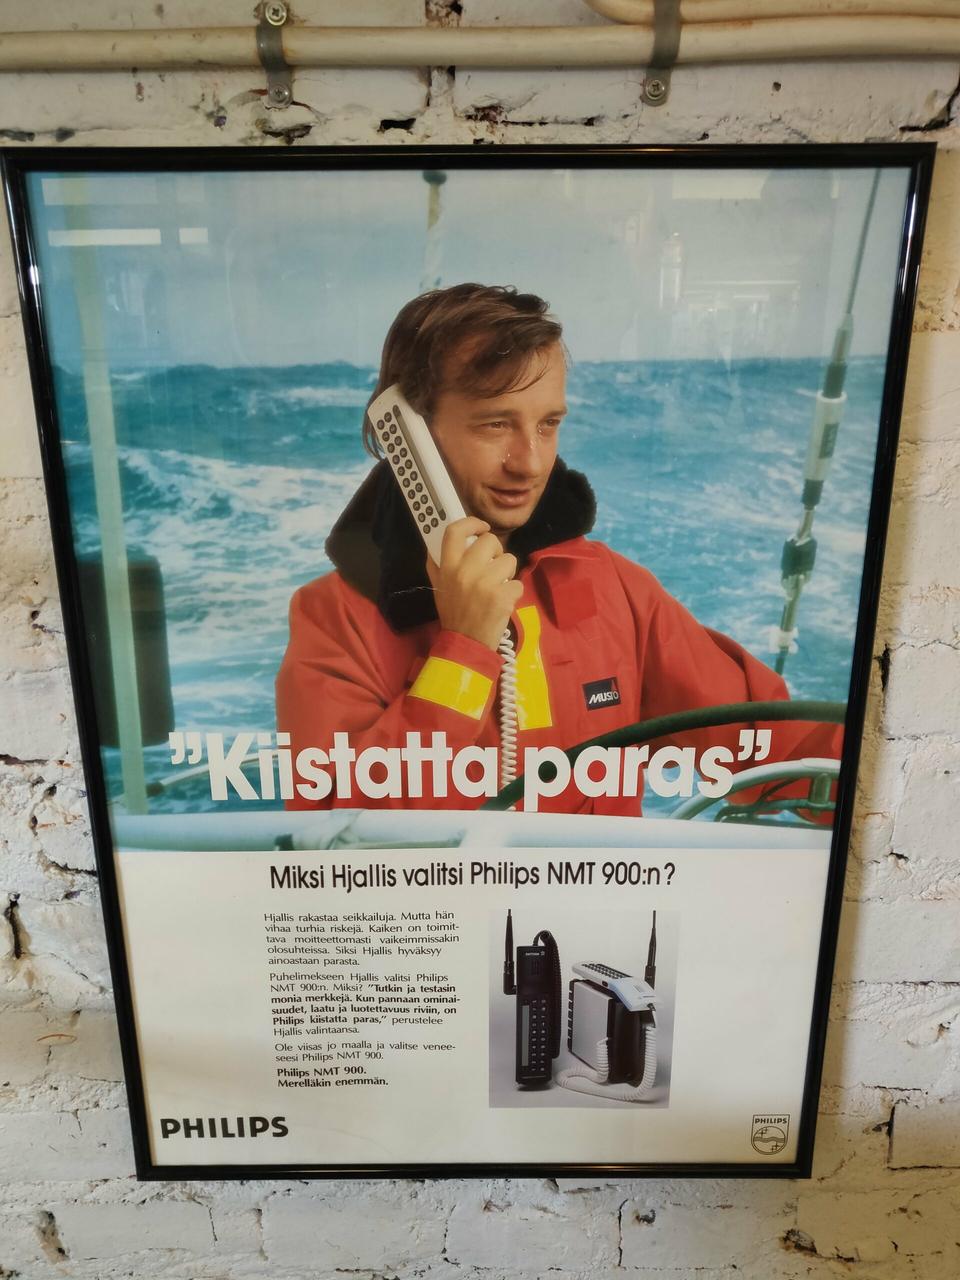 MUSTO
"Kiistatta paras"
Miksi Hjallis valitsi Philips NMT 900:n?
Hjallis rakastaa seikkailuja. Mutta hän
vihaa turhia riskejä. Kaiken on toimit-
tava moitteettomasti vaikeimmissakin
olosuhteissa. Siksi Hjallis hyväksyy
ainoastaan parasta.
Puhelimekseen Hjallis valitsi Philips
NMT 900:n. Miksi? "Tutkin ja testasin
monia merkkejä. Kun pannaan ominai-
suudet, laatu ja luotettavuus riviin, on
Philips kiistatta paras," perustelee
Hjallis valintaansa.
Ole viisas jo maalla ja valitse venee-
seesi Philips NMT 900.
Philips NMT 900.
Merelläkin enemmän.
PHILIPS
PHILIPS